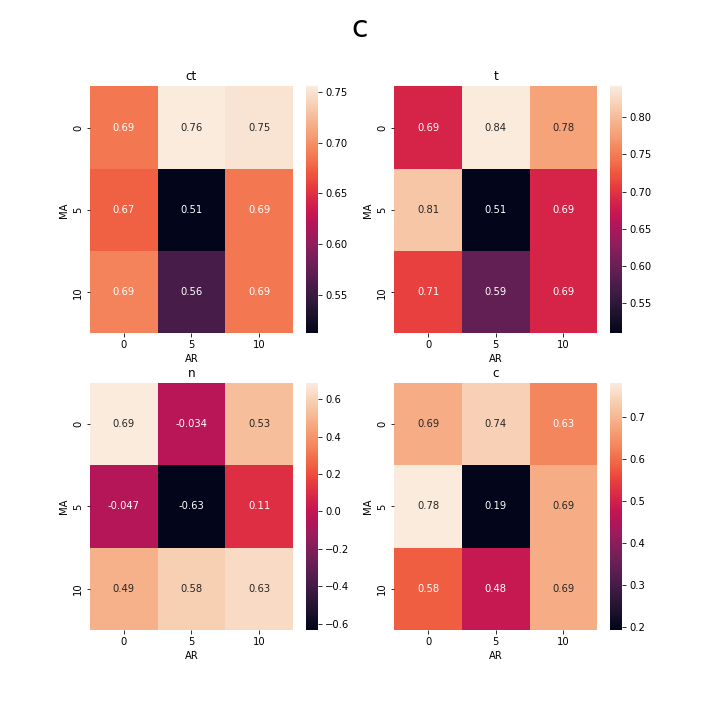 c
ct
0 0.69 0.76 0.75
5 0.67 0.51 0.69
10 0.69 0.56 0.69
MA
0 5 10
AR
0.75
0.70
0.65
0.60
0.55
t
0 0.69 0.84 0.78
5 0.81 0.51 0.69
10 0.71 0.59 0.69
MA
0 5 10
AR
0.80
0.75
0.70
0.65
0.60
0.55
n
0 0.69 -0.034 0.53
5 -0.047 -0.63 0.11
10 0.49 0.58 0.63
MA
0 5 10
AR
0.6
0.4
0.2
0.0
−0.2
−0.4
−0.6
c
0 0.69 0.74 0.63
5 0.78 0.19 0.69
10 0.58 0.48 0.69
MA
0 5 10
AR
0.7
0.6
0.5
0.4
0.3
0.2